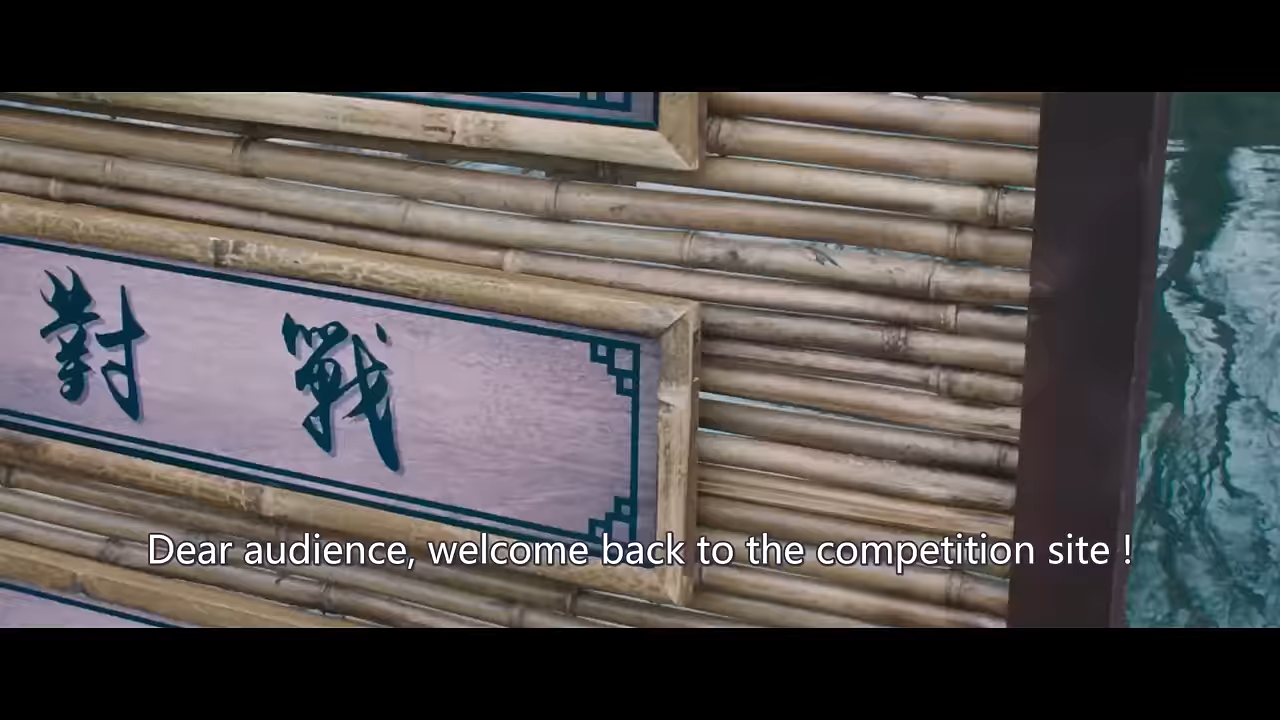 對 戰
Dear audience, welcome back to the competition site !